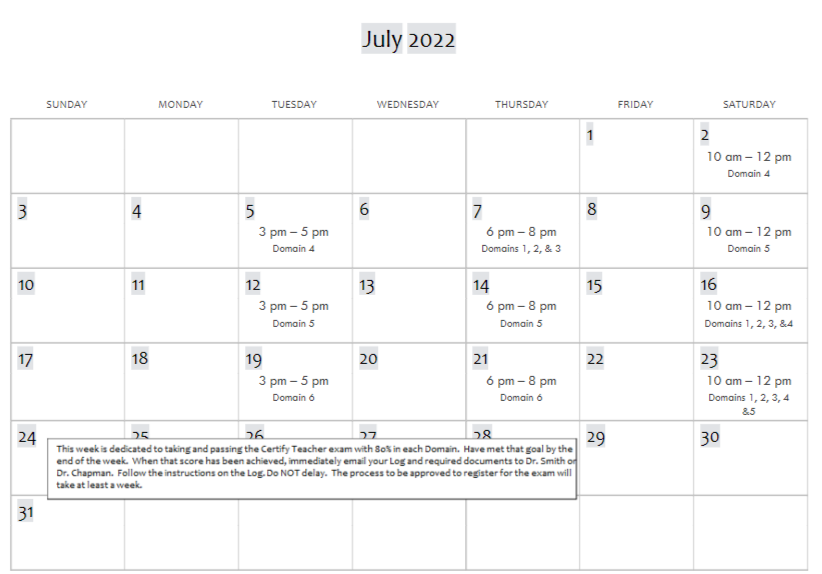 July 2022
SUNDAY MONDAY TUESDAY WEDNESDAY THURSDAY FRIDAY SATURDAY
1 2
10 am – 12 pm
Domain 4
3 4 5 6 7 8 9
3 pm – 5 pm 6 pm – 8 pm 10 am – 12 pm
Domain 4 Domains 1, 2, & 3 Domain 5
10 11 12 13 14 15 16
3 pm – 5 pm 6 pm – 8 pm 10 am – 12 pm
Domain 5 Domain 5 Domains 1, 2, 3, &4
17 18 19 20 21 22 23
3 pm – 5 pm 6 pm – 8 pm 10 am – 12 pm
Domain 6 Domain 6 Domains 1, 2, 3, 4
&5
24 25 26 27 28 29 30
This week is dedicated to taking and passing the Certify Teacher exam with 80% in each Domain. Have met that goal by the
end of the week. When that score has been achieved, immediately email your Log and required documents to Dr. Smith or
Dr. Chapman. Follow the instructions on the Log. Do NOT delay. The process to be approved to register for the exam will
take at least a week.
31